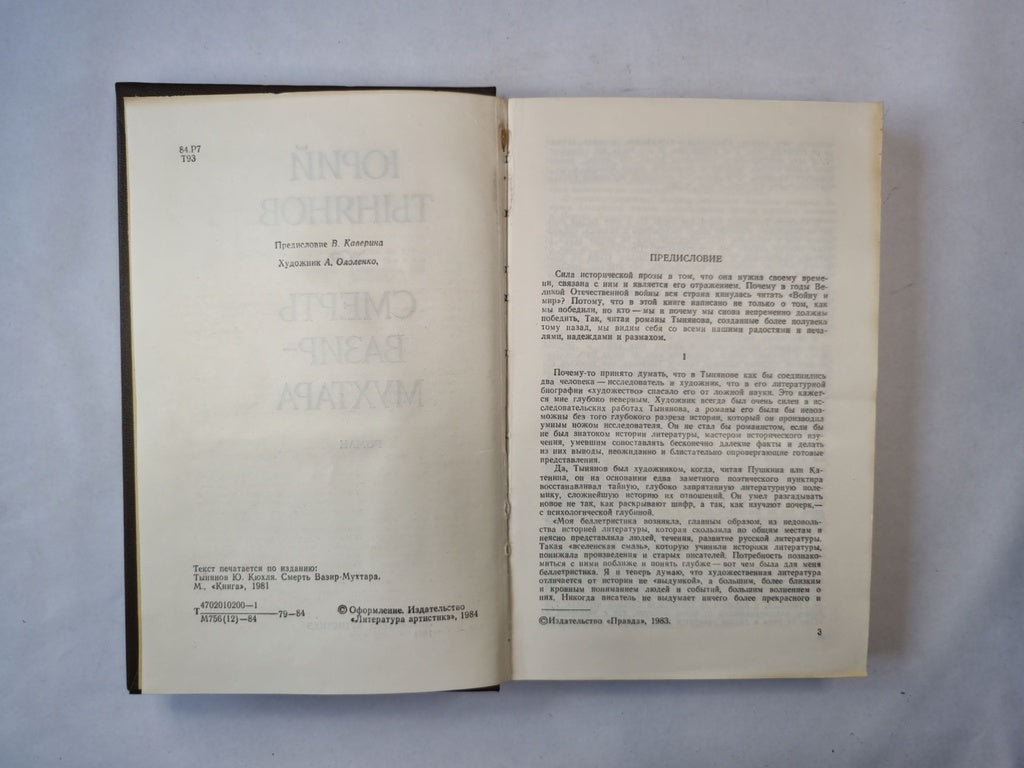 84.Р7
Т93
ЮРИЙ
ТЫНЯНОВ
СМЕРТЬ
ВАЗИР-
МУХТАРА
РОМАН
Предисловие В. Каверина
Художник А. Ололенко,
Текст печатается по изданию:
Тынянов Ю. Кюхля. Смерть Вазир-Мухтара.
М., «Книга», 1981
Т 4702010200—1
М756(12)—84
—79—84
© Оформление. Издательство
«Литература артистикэ», 1984
ПРЕДИСЛОВИЕ
Сила исторической прозы в том, что она нужна своему време-
ни, связана с ним и является его отражением. Почему в годы Ве-
ликой Отечественной войны вся страна кинулась читать «Войну и
мир»? Потому, что в этой книге написано не только о том, как
мы победили, но кто — мы и почему мы снова непременно должны
победить. Так, читая романы Тынянова, созданные более полувека
тому назад, мы видим себя со всеми нашими радостями и печа-
лями, надеждами и размахом.
I
Почему-то принято думать, что в Тынянове как бы соединились
два человека — исследователь и художник, что в его литературной
биографии «художество» спасало его от ложной науки. Это кажет-
ся мне глубоко неверным. Художник всегда был очень силен в ис-
следовательских работах Тынянова, а романы его были бы невоз-
можны без того глубокого разреза истории, который он производил
умным ножом исследователя. Он не стал бы романистом, если бы
не был знатоком истории литературы, мастером исторического изу-
чения, умевшим сопоставлять бесконечно далекие факты и делать
из них выводы, неожиданно и блистательно опровергающие готовые
представления.
Да, Тынянов был художником, когда, читая Пушкина или Ка-
тенина, он на основании едва заметного поэтического пунктира
восстанавливал тайную, глубоко запрятанную литературную поле-
мику, сложнейшую историю их отношений. Он умел разгадывать
новое не так, как раскрывают шифр, а так, как изучают почерк,—
с психологической глубиной.
«Моя беллетристика возникла, главным образом, из недоволь-
ства историей литературы, которая скользила по общим местам и
неясно представляла людей, течения, развитие русской литературы.
Такая «вселенская смазь», которую учинили историки литературы,
понижала произведения и старых писателей. Потребность познако-
миться с ними поближе и понять глубже — вот чем была для меня
беллетристика. Я и теперь думаю, что художественная литература
отличается от истории не «выдумкой», а большим, более близким
и кровным пониманием людей и событий, большим волнением о
них. Никогда писатель не выдумает ничего более прекрасного и
©Издательство «Правда», 1983.
3